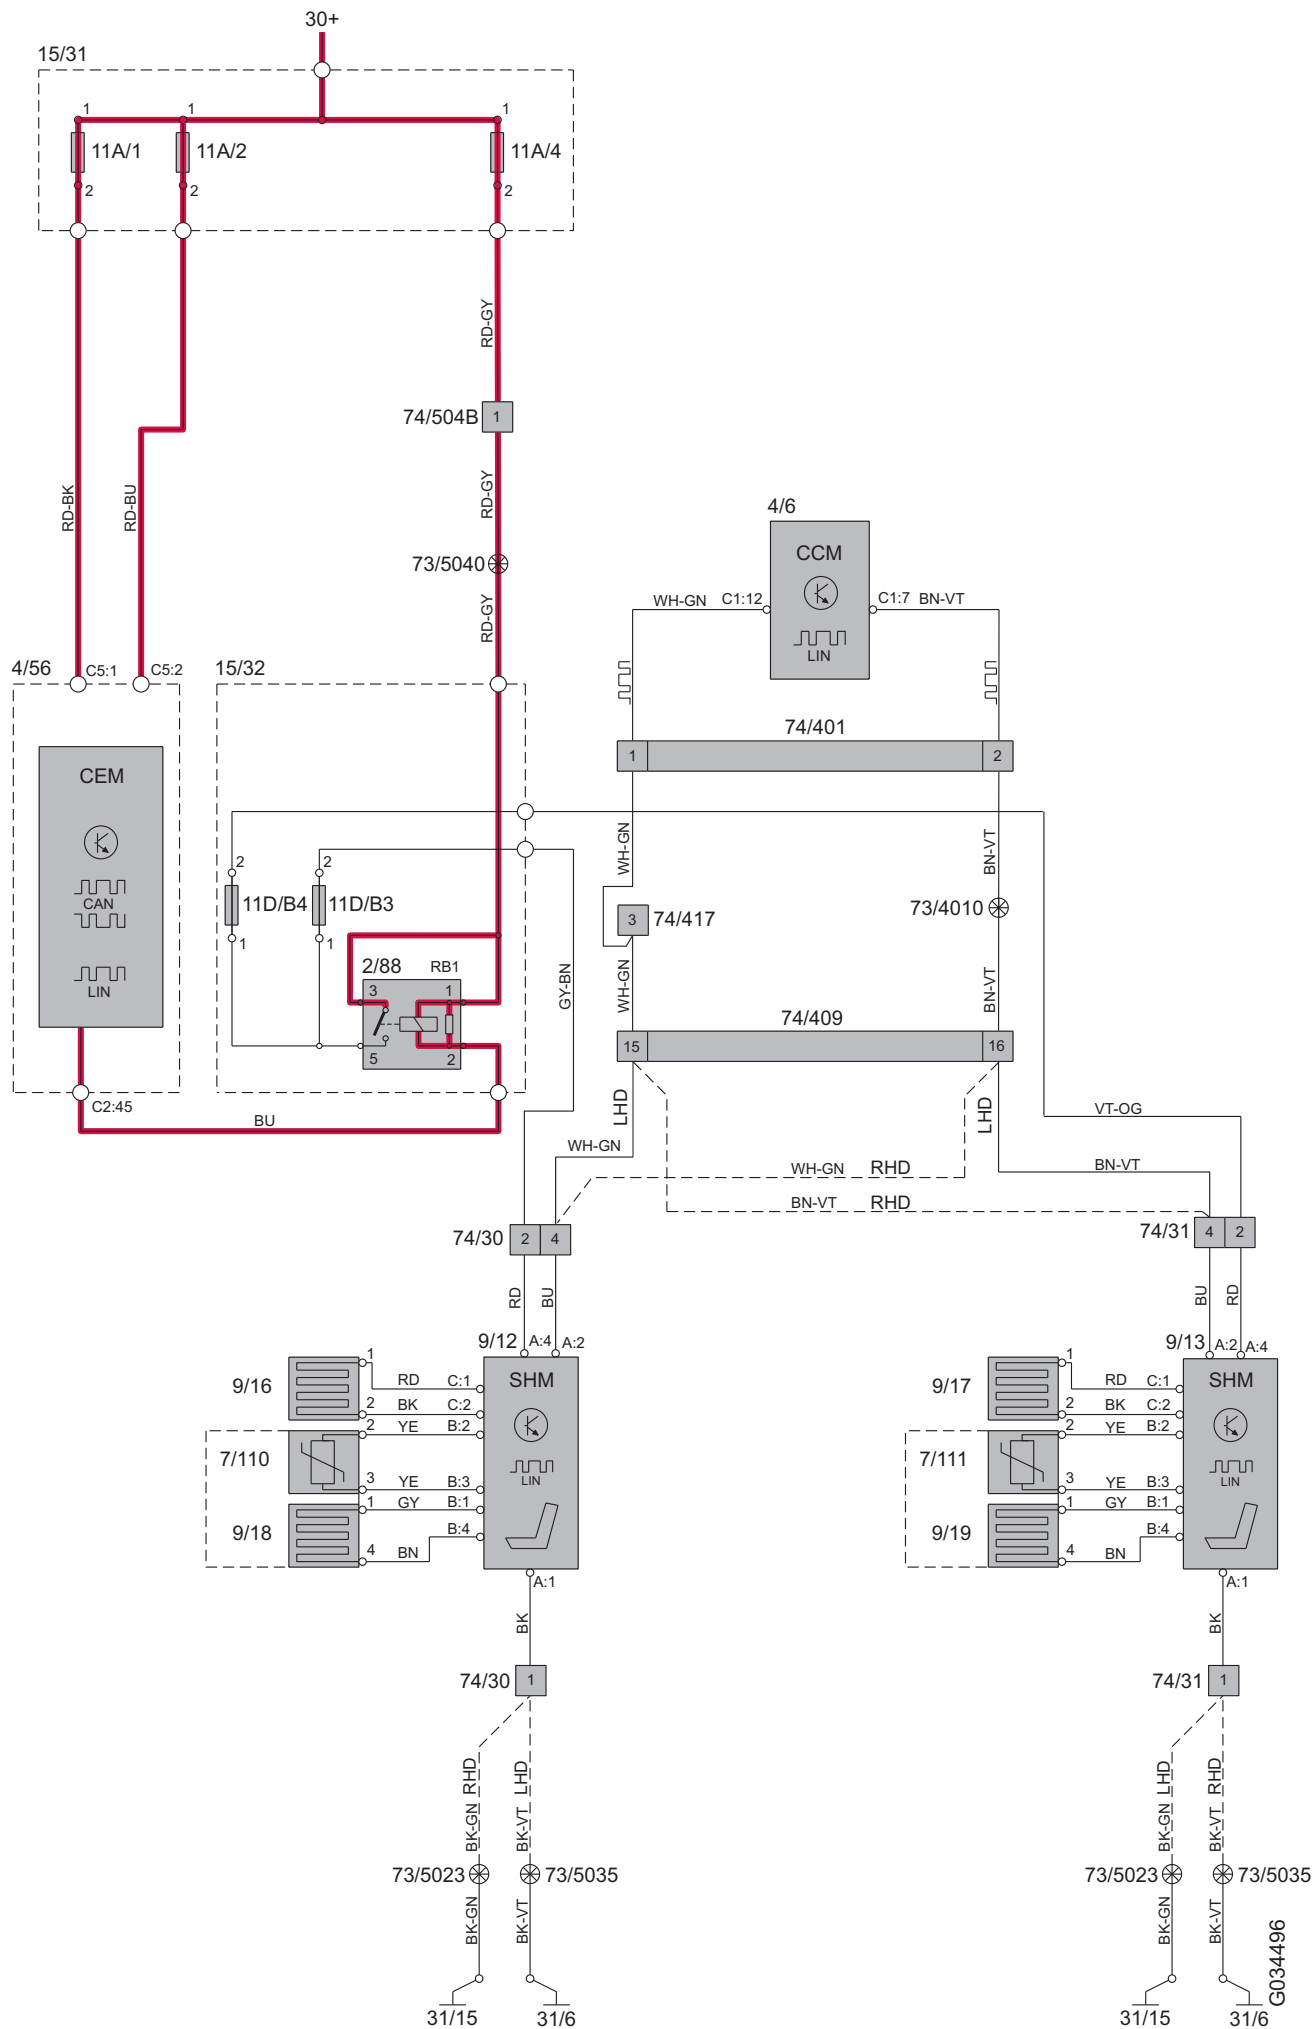 30+
15/31
1
1
1
11A/1
11A/2
11A/4
2
2
2
RD-GY
74/504B
1
RD-BK
RD-BU
RD-GY
4/6
CCM
73/5040
WH-GN
C1:12
C1:7
BN-VT
RD-GY
LIN
4/56
C5:1
C5:2
15/32
74/401
1
2
CEM
WH-GN
BN-VT
2
2
CAN
11D/B4
11D/B3
3
74/417
73/4010
1
1
LIN
2/88
RB1
GY-BN
WH-GN
BN-VT
3
1
74/409
5
2
15
16
C2:45
BU
LHD
LHD
VT-OG
WH-GN
WH-GN
RHD
BN-VT
BN-VT
RHD
74/30
2
4
74/31
4
2
RD
BU
BU
RD
9/12
A:4
A:2
9/13
A:2
A:4
1
1
9/16
RD
C:1
SHM
9/17
RD
C:1
SHM
2
BK
C:2
2
BK
C:2
2
YE
B:2
2
YE
B:2
7/110
7/111
3
YE
B:3
LIN
3
YE
B:3
LIN
1
GY
B:1
1
GY
B:1
9/18
B:4
9/19
B:4
4
BN
4
BN
A:1
A:1
BK
BK
74/30
1
74/31
1
BK-GN RHD
BK-VT LHD
BK-GN LHD
BK-VT RHD
73/5023
73/5035
73/5023
73/5035
BK-GN
BK-VT
BK-GN
BK-VT
G034496
31/15
31/6
31/15
31/6